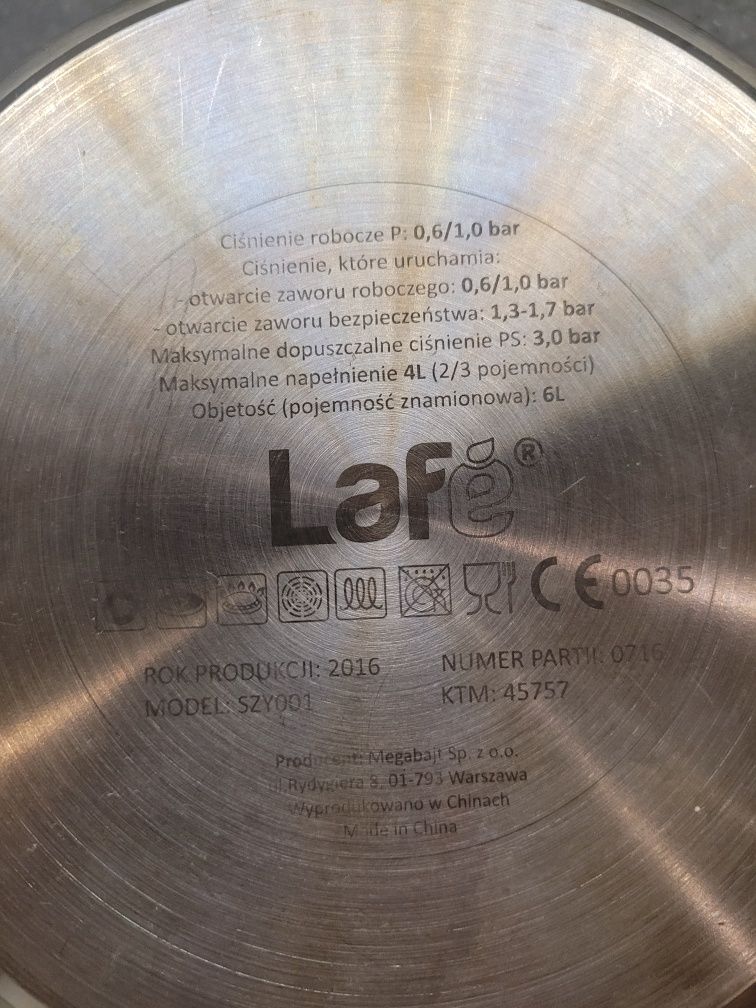 Ciśnienie robocze P: 0,6/1,0 bar
Ciśnienie, które uruchamia:
- otwarcie zaworu roboczego: 0,6/1,0 bar
- otwarcie zaworu bezpieczeństwa: 1,3-1,7 bar
Maksymalne dopuszczalne ciśnienie PS: 3,0 bar
Maksymalne napełnienie 4L (2/3 pojemności)
Objetość (pojemność znamionowa): 6L
Lafe®
CE 0035
ROK PRODUKCJI: 2016 NUMER PARTII: 0716
MODEL: SZY001 KTM: 45757
Producent: Megabajt Sp. z o.o.
ul.Rydygiera 8, 01-793 Warszawa
Wyprodukowano w Chinach
Made in China